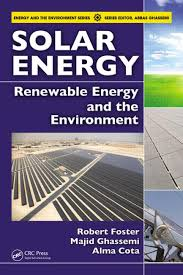 ENERGY AND THE ENVIRONMENT SERIES
SERIES EDITOR, ABBAS GHASSEMI
SOLAR
ENERGY
Renewable Energy
and the
Environment
Robert Foster
Majid Ghassemi
Alma Cota
CRC Press